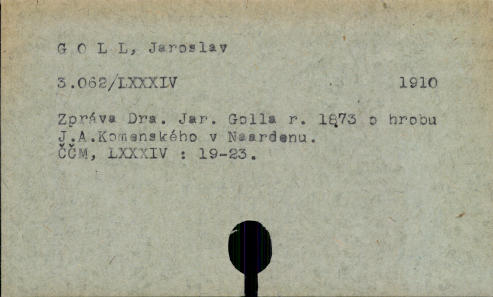 G O L L, Jaroslav
3.062/LXXXIV 1910
Zpráva Dra. Jar. Golla r. 1873 o hrobu
J.A.Komenského v Naardenu.
ČČM, LXXXIV : 19-23.